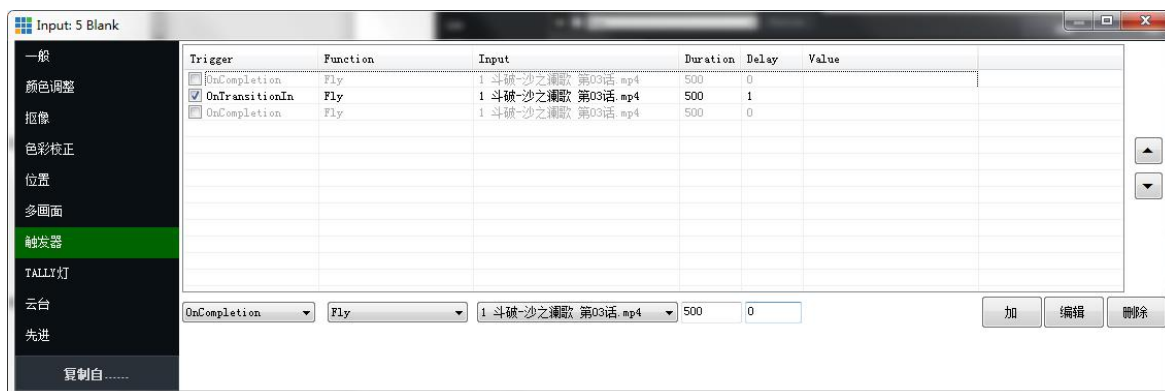 Input: 5 Blank
一般
颜色调整
抠像
色彩校正
位置
多画面
触发器
TALLY灯
云台
先进
复制自......
Trigger Function Input Duration Delay Value
OnCompletion Fly 1 斗破-沙之澜歌 第03话.mp4 500 0
OnTransitionIn Fly 1 斗破-沙之澜歌 第03话.mp4 500 1
OnCompletion Fly 1 斗破-沙之澜歌 第03话.mp4 500 0
OnCompletion Fly 1 斗破-沙之澜歌 第03话.mp4 500 0
加 编辑 删除